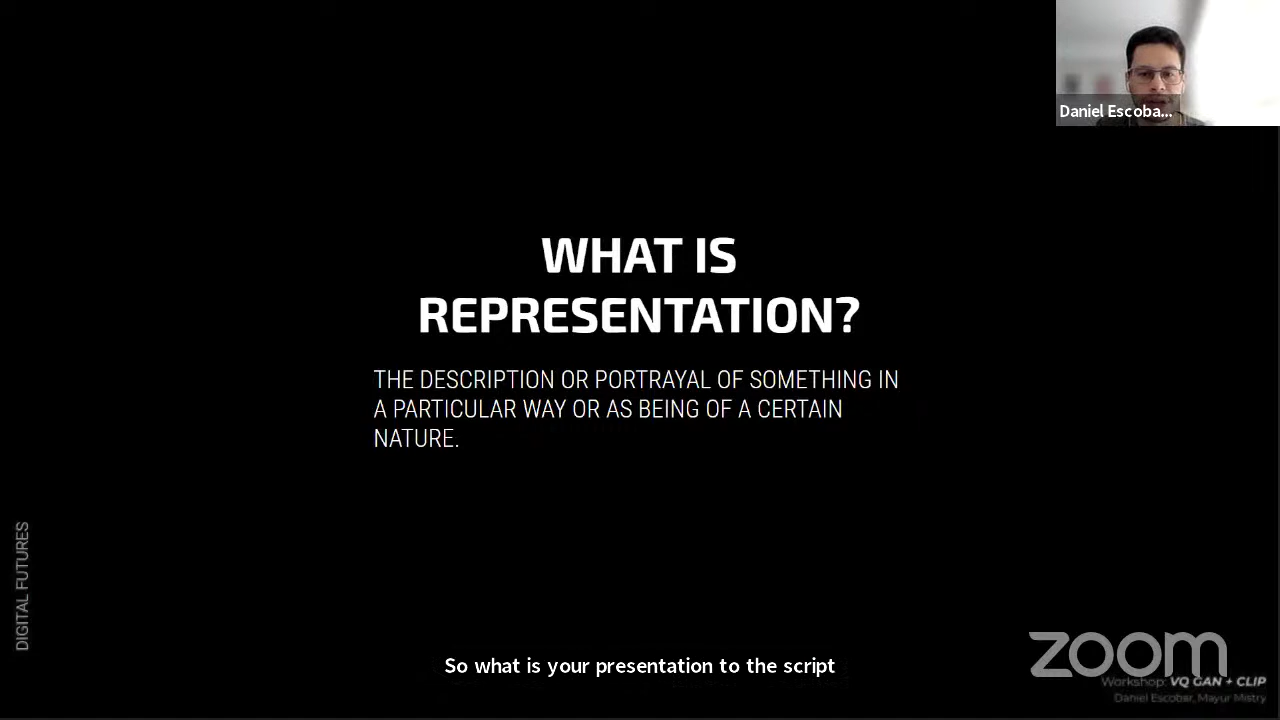 Daniel Escoba...
WHAT IS
REPRESENTATION?
THE DESCRIPTION OR PORTRAYAL OF SOMETHING IN
A PARTICULAR WAY OR AS BEING OF A CERTAIN
NATURE.
DIGITAL FUTURES
So what is your presentation to the script
zoom
Workshop: VQ GAN + CLIP
Daniel Escobar, Mayur Mistry